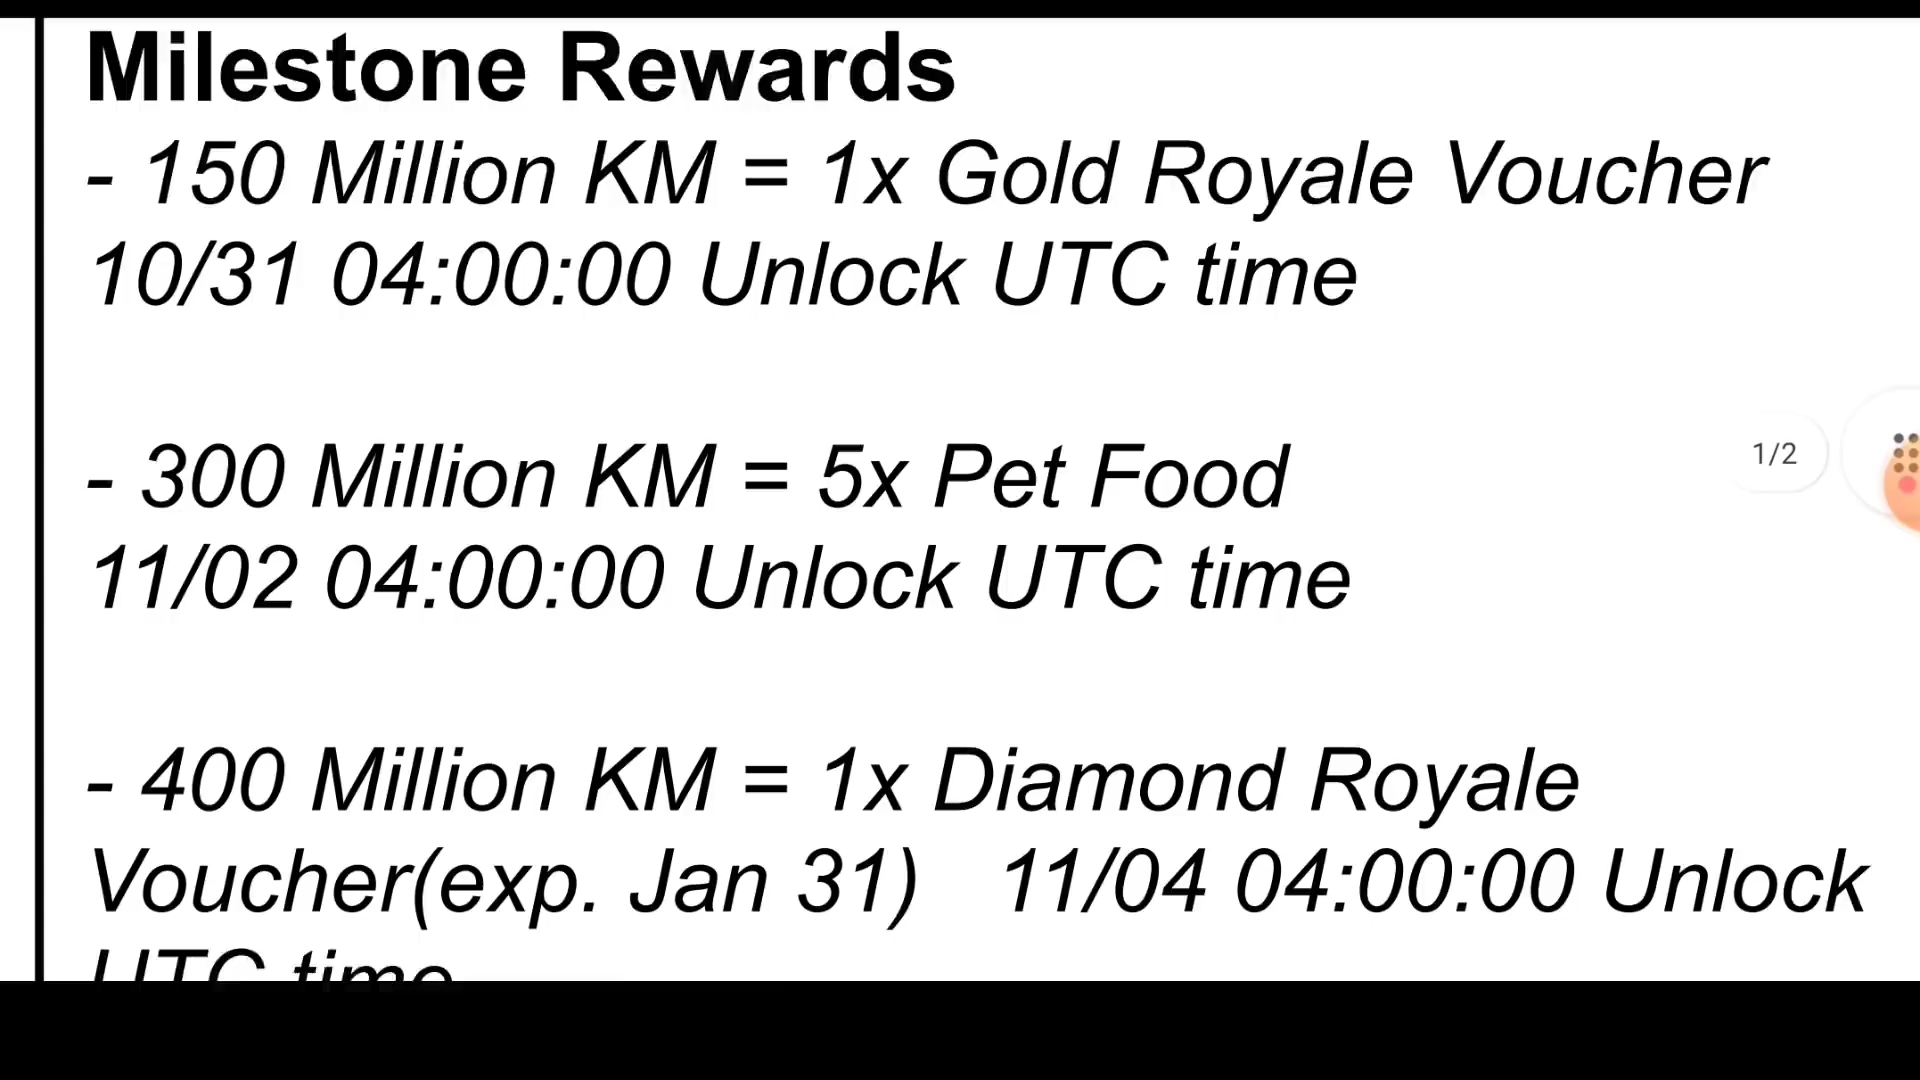 Milestone Rewards
- 150 Million KM = 1x Gold Royale Voucher
10/31 04:00:00 Unlock UTC time
- 300 Million KM = 5x Pet Food
1/2
11/02 04:00:00 Unlock UTC time
- 400 Million KM = 1x Diamond Royale
Voucher(exp. Jan 31) 11/04 04:00:00 Unlock
UTC time